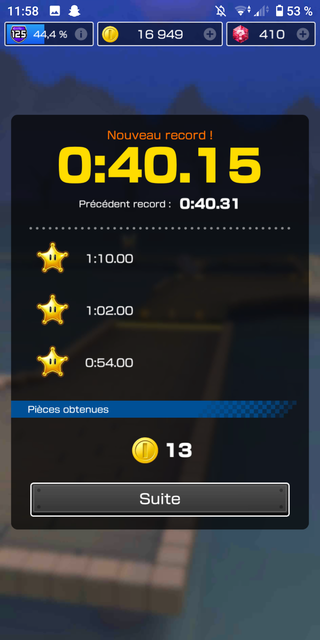 11:58 53 %
125 44,4 % i 16 949 + 410 +
Nouveau record !
0:40.15
Précédent record : 0:40.31
1:10.00
1:02.00
0:54.00
Pièces obtenues
13
Suite